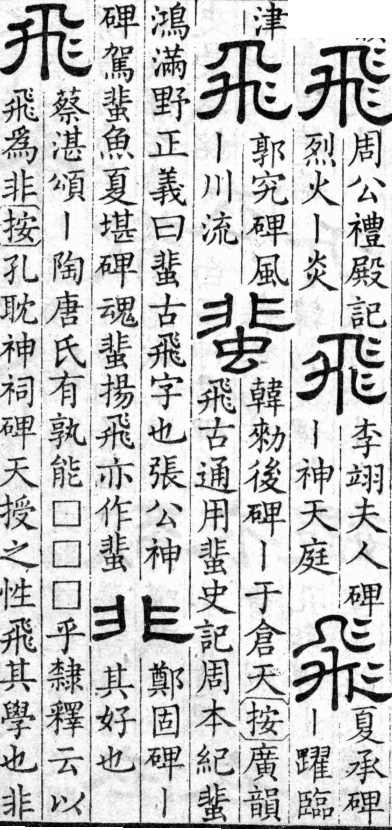 飛
周公禮殿記
烈火丨炎
飛
李翊夫人碑
丨神天庭
飛
夏承碑
丨躍臨
津
飛
郭究碑風
丨川流
蜚
韓勑後碑丨于倉天按廣韻
飛古通用蜚史記周本紀蜚
鴻滿野正義曰蜚古飛字也張公神
碑駕蜚魚夏堪碑魂蜚揚飛亦作蜚
非
鄭固碑丨
其好也
飛
蔡湛頌丨陶唐氏有孰能□□□乎隸釋云以
飛為非按孔耽神祠碑天授之性飛其學也非